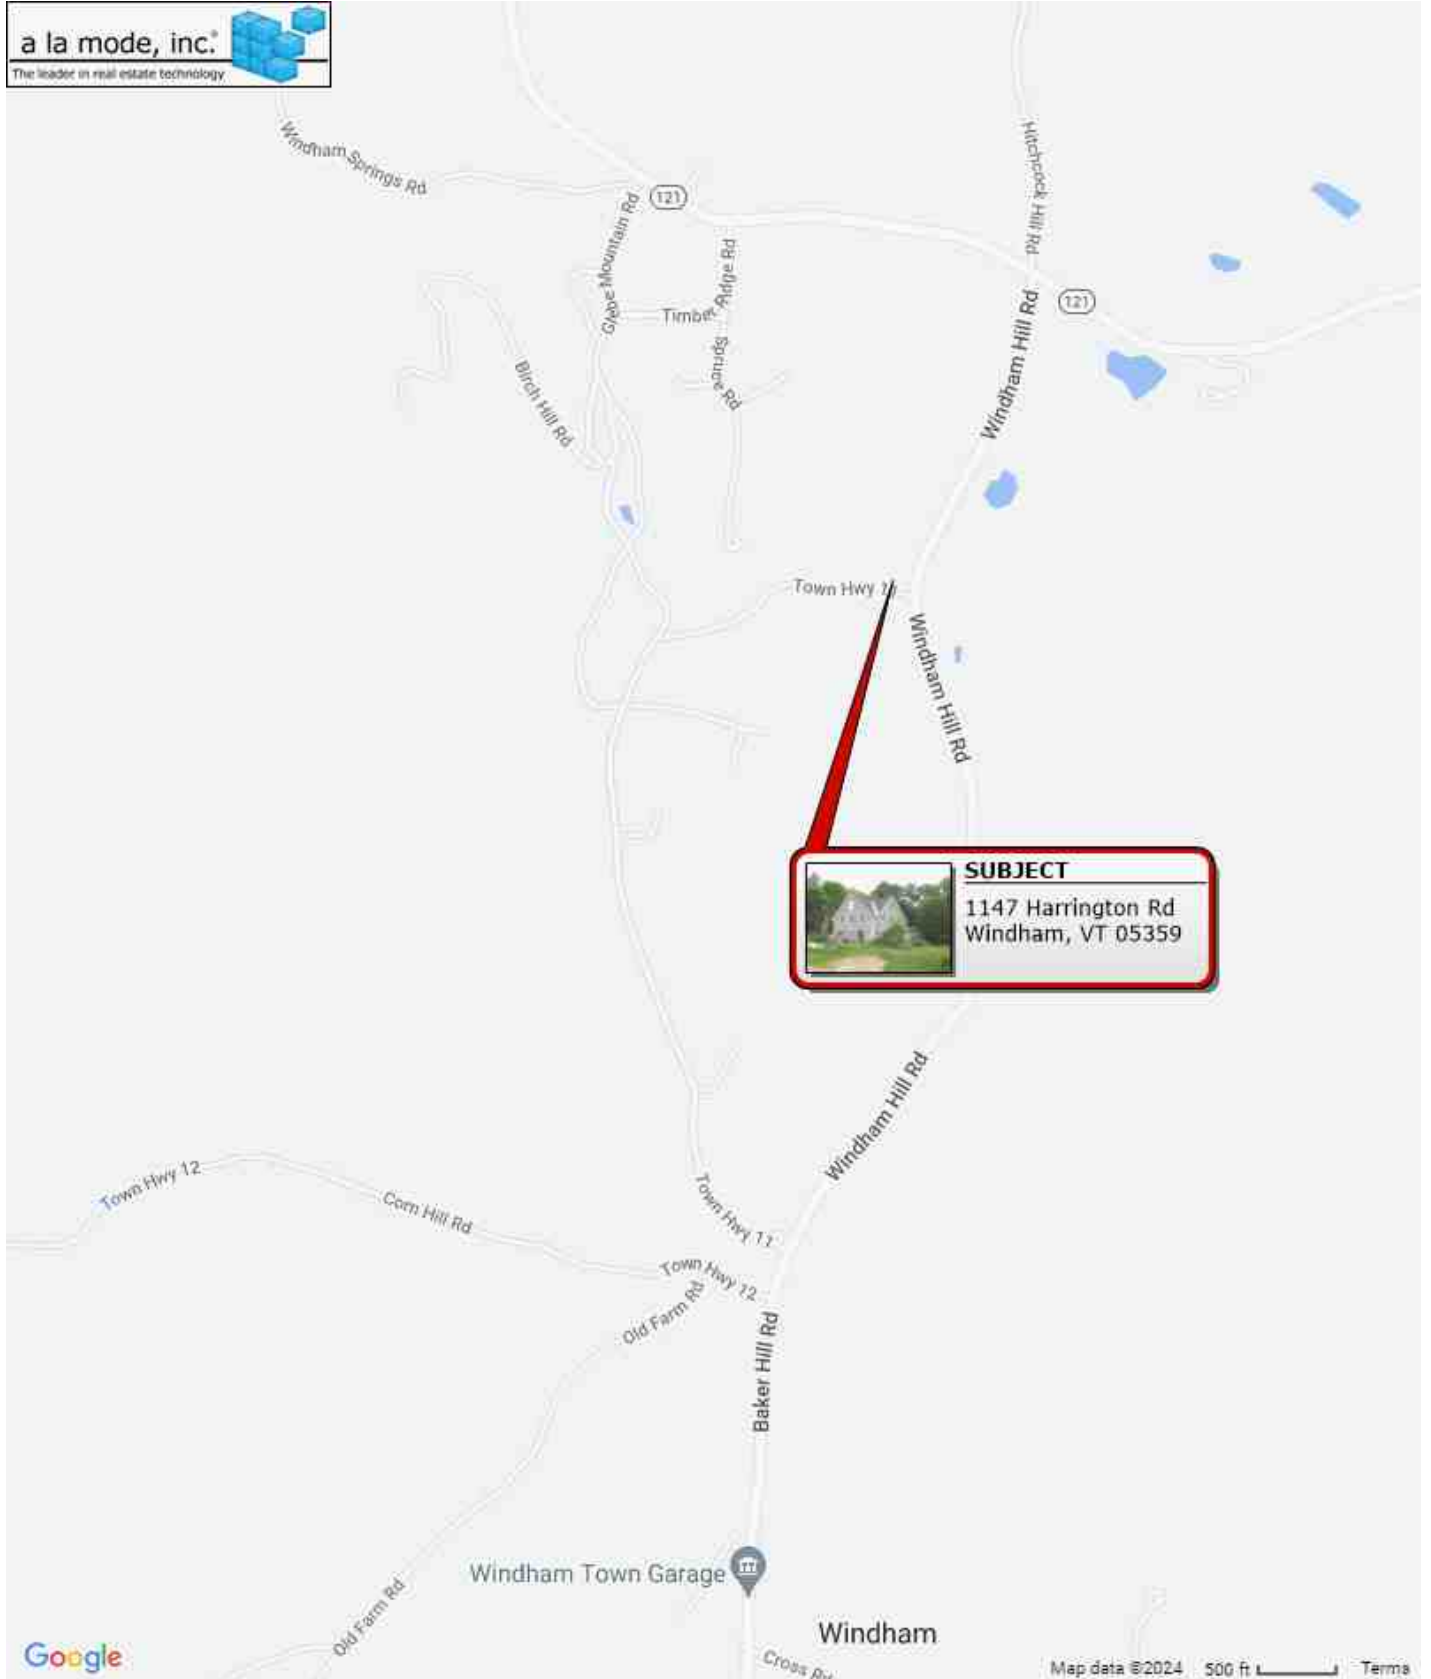 a la mode, inc.®
The leader in real estate technology
Windham Springs Rd
Hitchcock Hill Rd
121
Glebe Mountain Rd
Timber Ridge Rd
121
Windham Hill Rd
Spruce Rd
Birch Hill Rd
Town Hwy
Windham Hill Rd
SUBJECT
1147 Harrington Rd
Windham, VT 05359
Windham Hill Rd
Town Hwy 12
Corn Hill Rd
Town Hwy 11
Town Hwy 12
Old Farm Rd
Baker Hill Rd
Windham Town Garage
Old Farm Rd
Windham
Cross Rd
Google
Map data ©2024 500 ft Terms